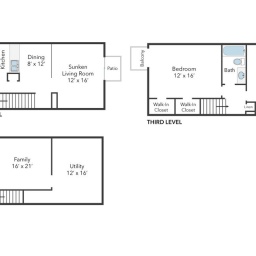 Kitchen
Dining
8' x 12'
Sunken
Living Room
12' x 16'
Patio
Balcony
Bedroom
12' x 16'
Bath
Walk-In
Closet
Walk-In
Closet
THIRD LEVEL
Family
16' x 21'
Utility
12' x 16'